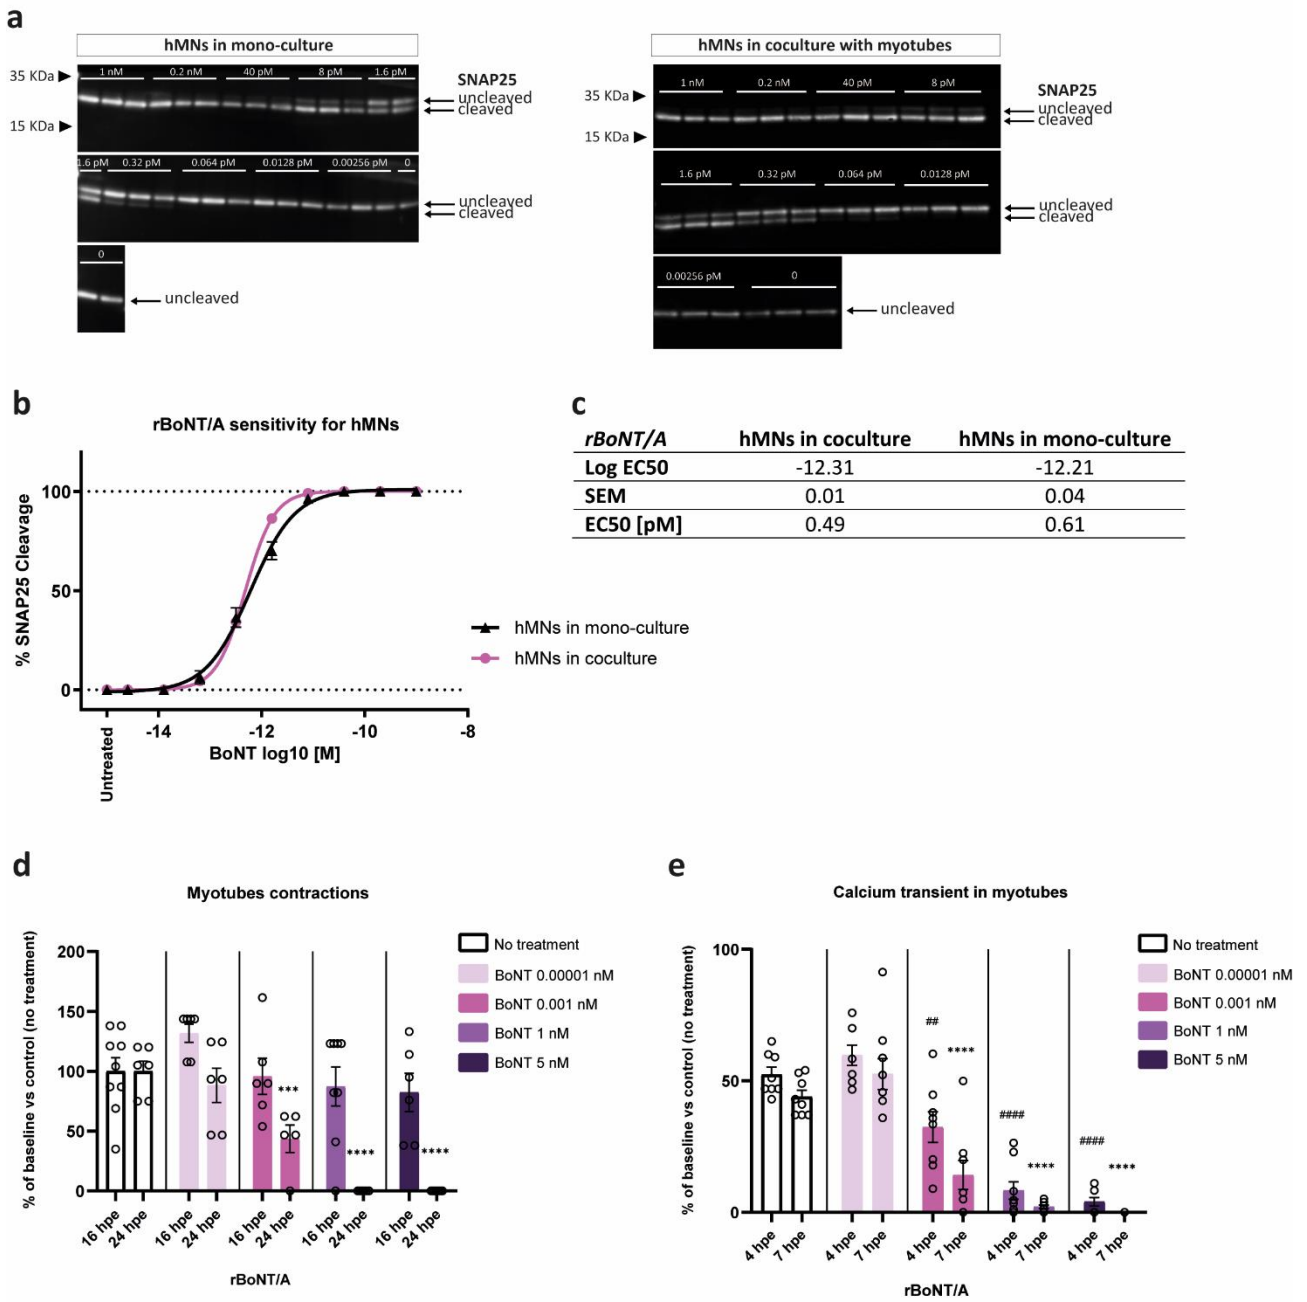 a
hMNs in mono-culture
35 KDa
1 nM 0.2 nM 40 pM 8 pM 1.6 pM
SNAP25
uncleaved
cleaved
15 KDa
1.6 pM 0.32 pM 0.064 pM 0.0128 pM 0.00256 pM 0
uncleaved
cleaved
0
uncleaved
hMNs in coculture with myotubes
1 nM 0.2 nM 40 pM 8 pM
35 KDa
SNAP25
uncleaved
cleaved
15 KDa
1.6 pM 0.32 pM 0.064 pM 0.0128 pM
uncleaved
cleaved
0.00256 pM 0
uncleaved
b
rBoNT/A sensitivity for hMNs
% SNAP25 Cleavage
100
50
0
Untreated
-14 -12 -10 -8
BoNT log10 [M]
hMNs in mono-culture
hMNs in coculture
c
rBoNT/A hMNs in coculture hMNs in mono-culture
Log EC50 -12.31 -12.21
SEM 0.01 0.04
EC50 [pM] 0.49 0.61
d
Myotubes contractions
% of baseline vs control (no treatment)
200
150
100
50
0
*** **** ****
16 hpe 24 hpe 16 hpe 24 hpe 16 hpe 24 hpe 16 hpe 24 hpe 16 hpe 24 hpe
rBoNT/A
No treatment
BoNT 0.00001 nM
BoNT 0.001 nM
BoNT 1 nM
BoNT 5 nM
e
Calcium transient in myotubes
% of baseline vs control (no treatment)
100
50
0
## **** #### **** #### ****
4 hpe 7 hpe 4 hpe 7 hpe 4 hpe 7 hpe 4 hpe 7 hpe 4 hpe 7 hpe
rBoNT/A
No treatment
BoNT 0.00001 nM
BoNT 0.001 nM
BoNT 1 nM
BoNT 5 nM